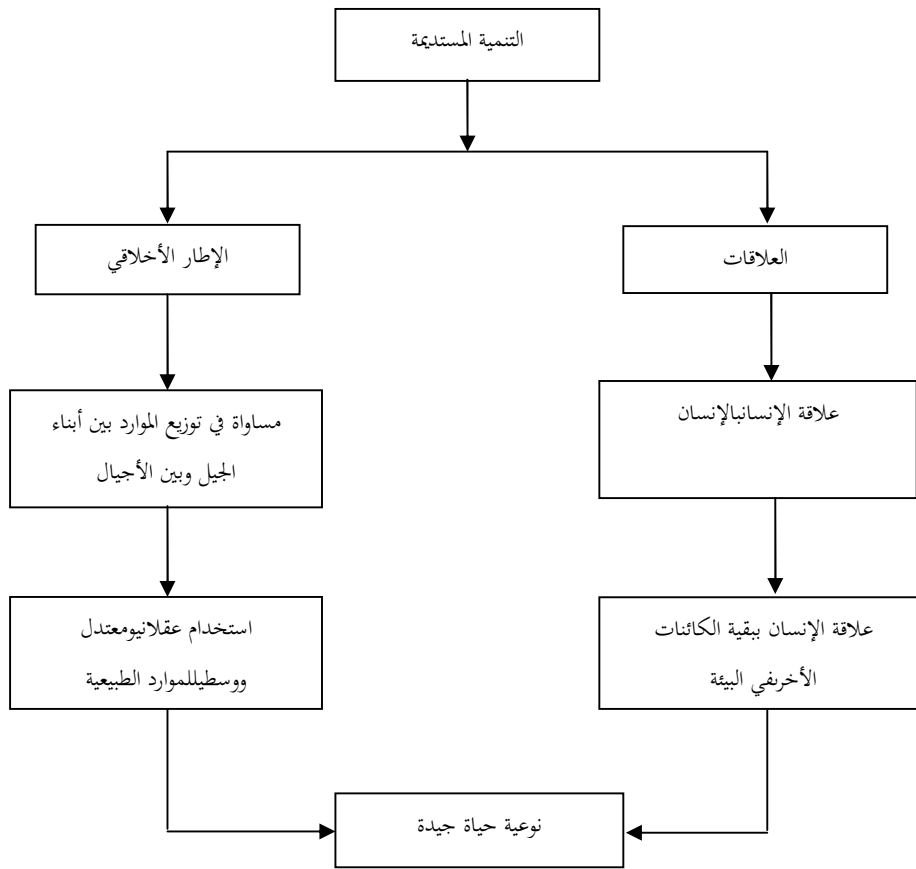 التنمية المستديمة
العلاقات
الإطار الأخلاقي
علاقة الإنسانبالإنسان
مساواة في توزيع الموارد بين أبناء
الجيل وبين الأجيال
علاقة الإنسان ببقية الكائنات
الأخرىفي البيئة
استخدام عقلانيومعتدل
ووسطيللموارد الطبيعية
نوعية حياة جيدة